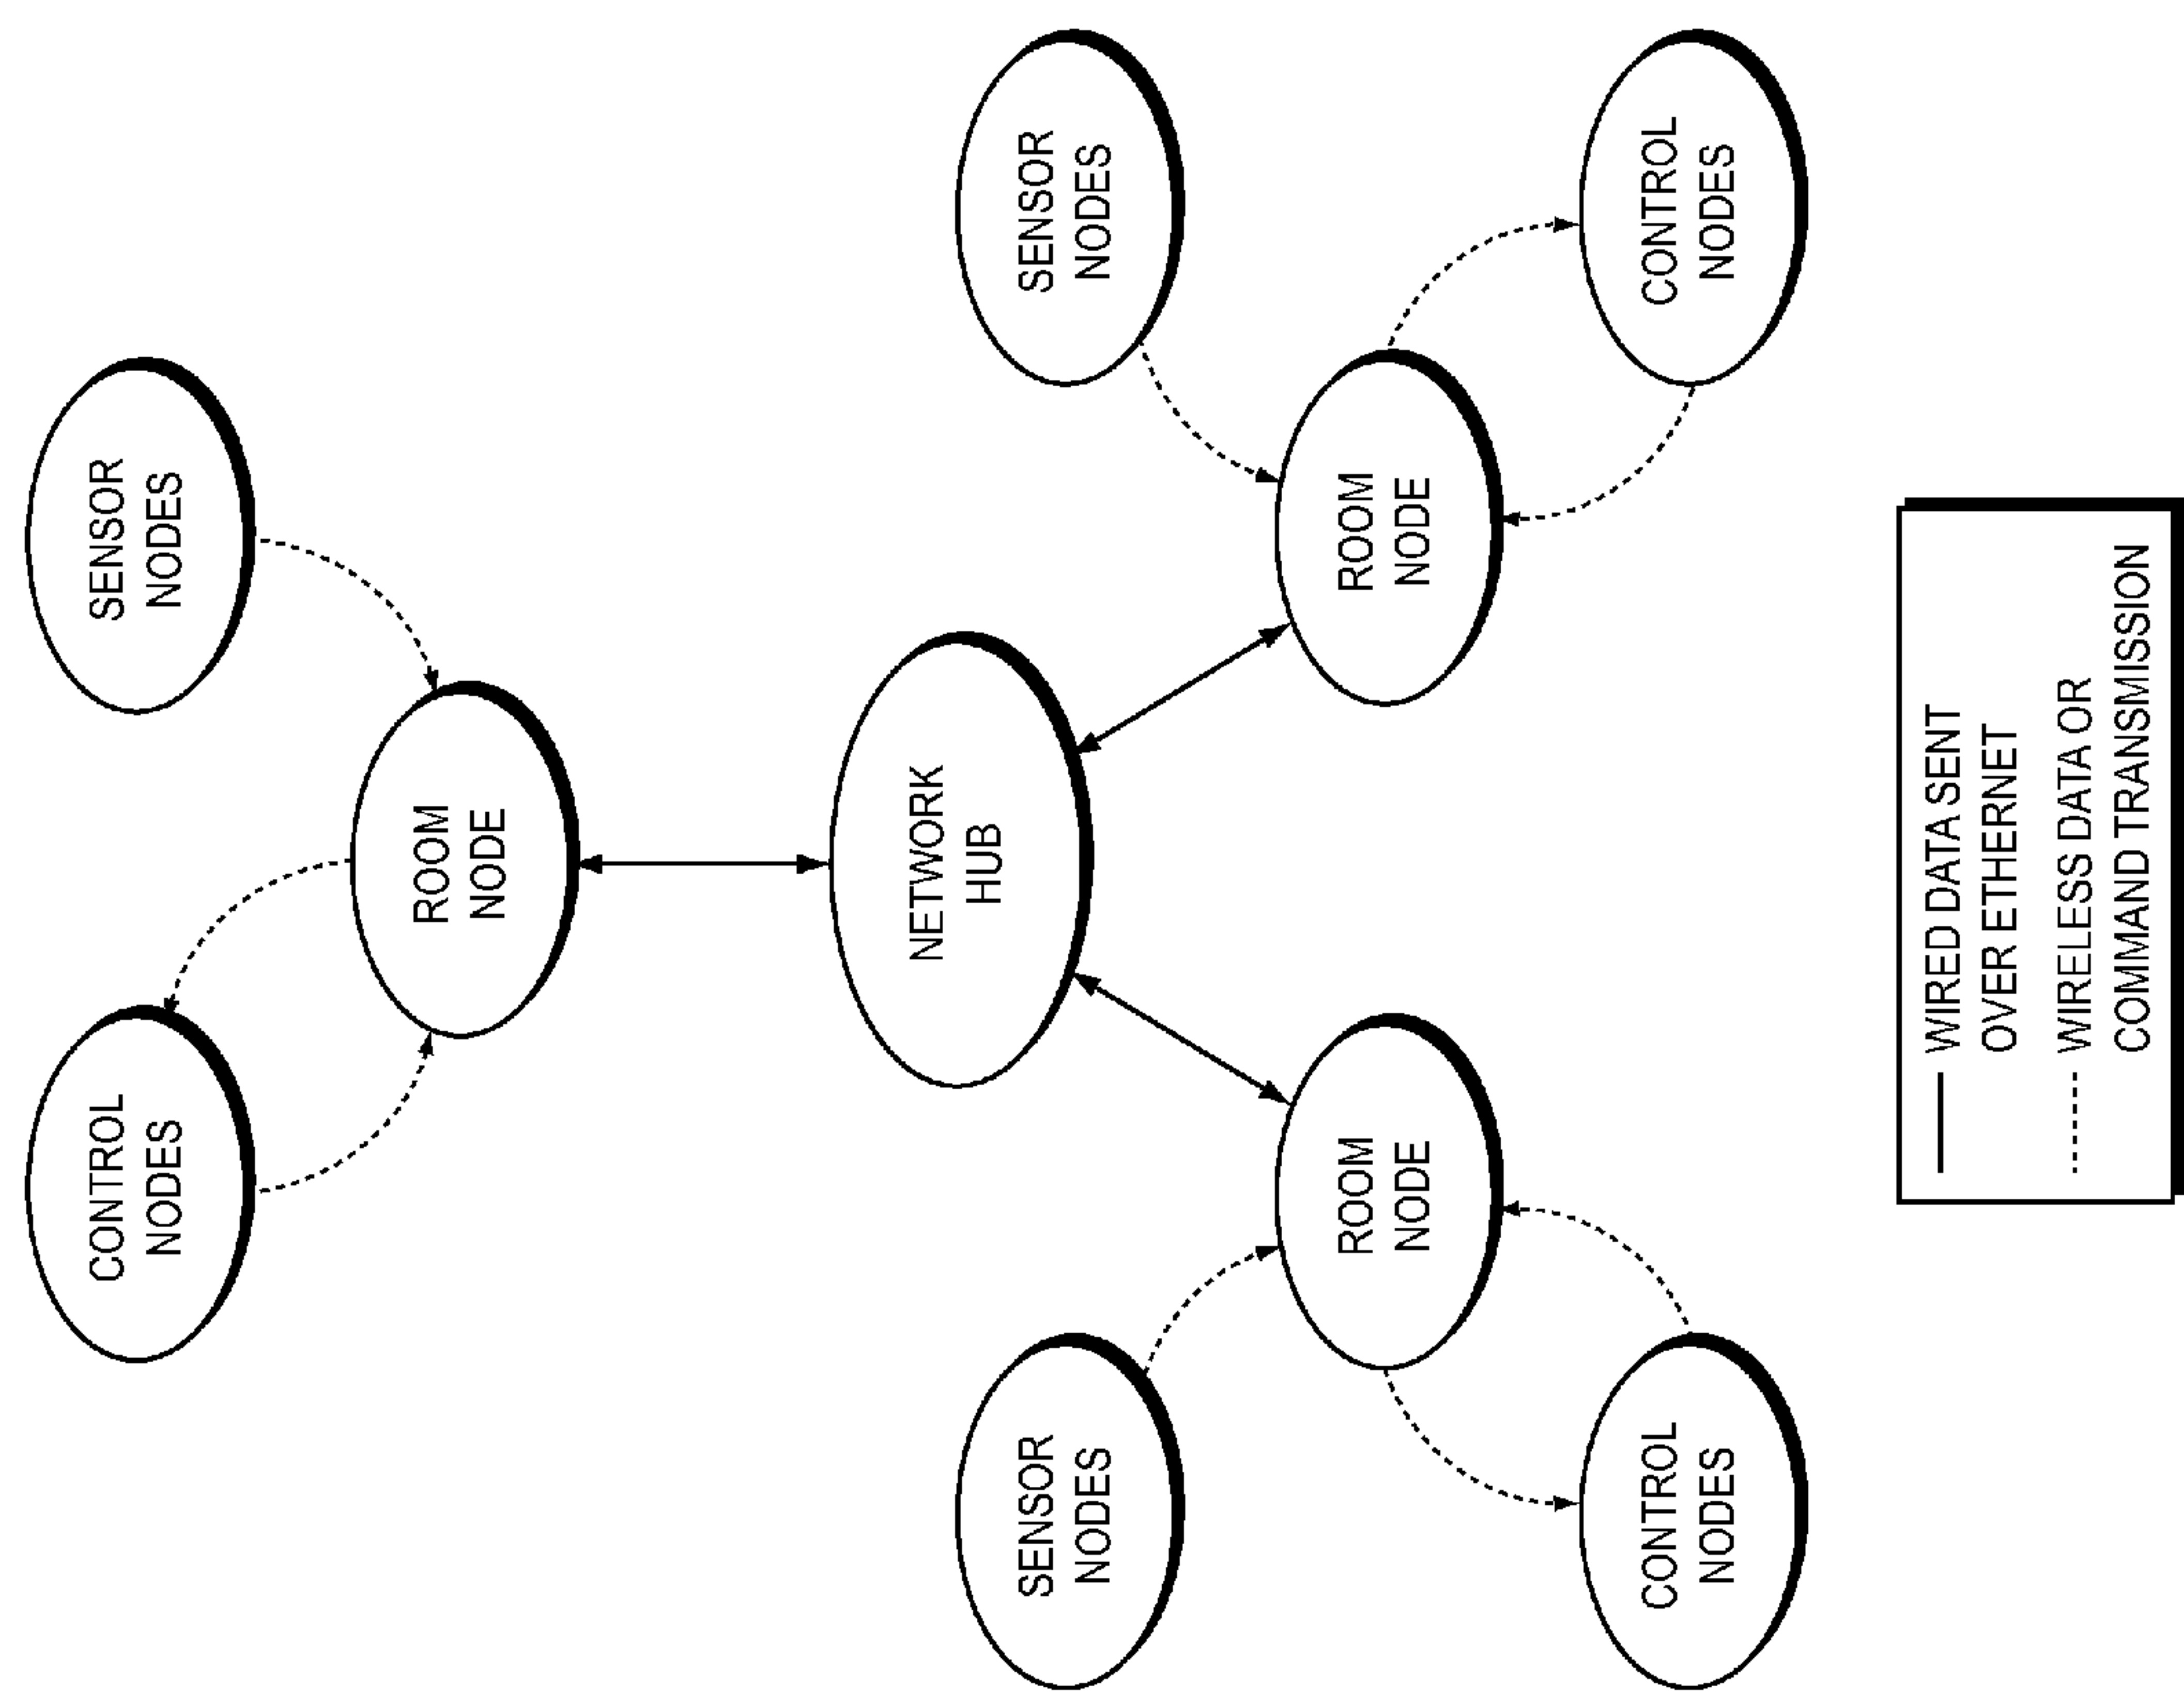 SENSOR
NODES
CONTROL
NODES
ROOM
NODE
NETWORK
HUB
SENSOR
NODES
ROOM
NODE
CONTROL
NODES
SENSOR
NODES
ROOM
NODE
CONTROL
NODES
WIRED DATA SENT
OVER ETHERNET
WIRELESS DATA OR
COMMAND TRANSMISSION